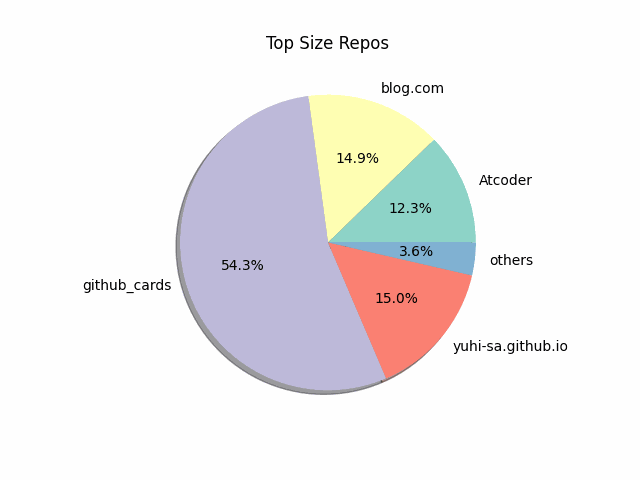 Top Size Repos
blog.com
14.9%
Atcoder
12.3%
3.6%
others
54.3%
github_cards
15.0%
yuhi-sa.github.io